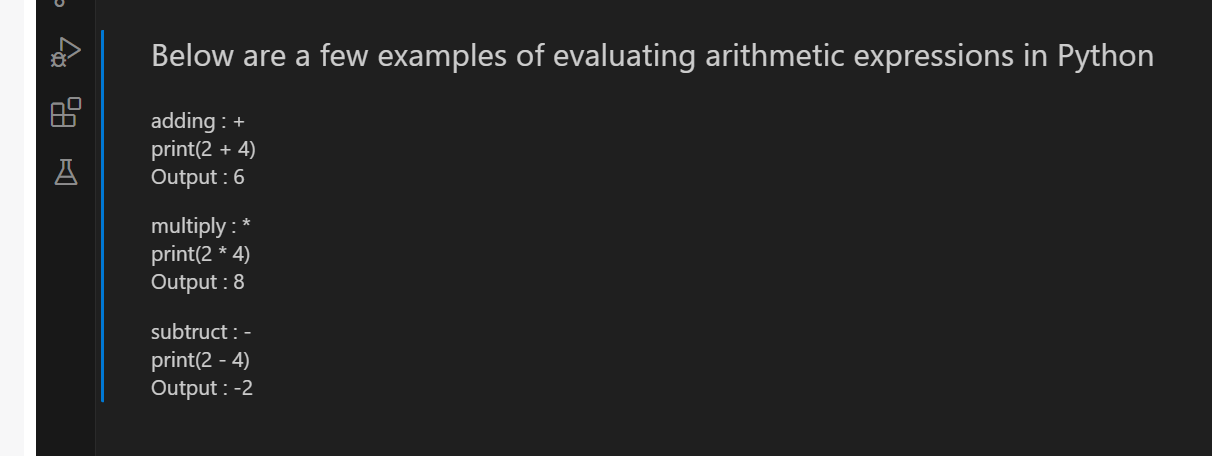 Below are a few examples of evaluating arithmetic expressions in Python
adding : +
print(2 + 4)
Output : 6
multiply : *
print(2 * 4)
Output : 8
subtruct : -
print(2 - 4)
Output : -2